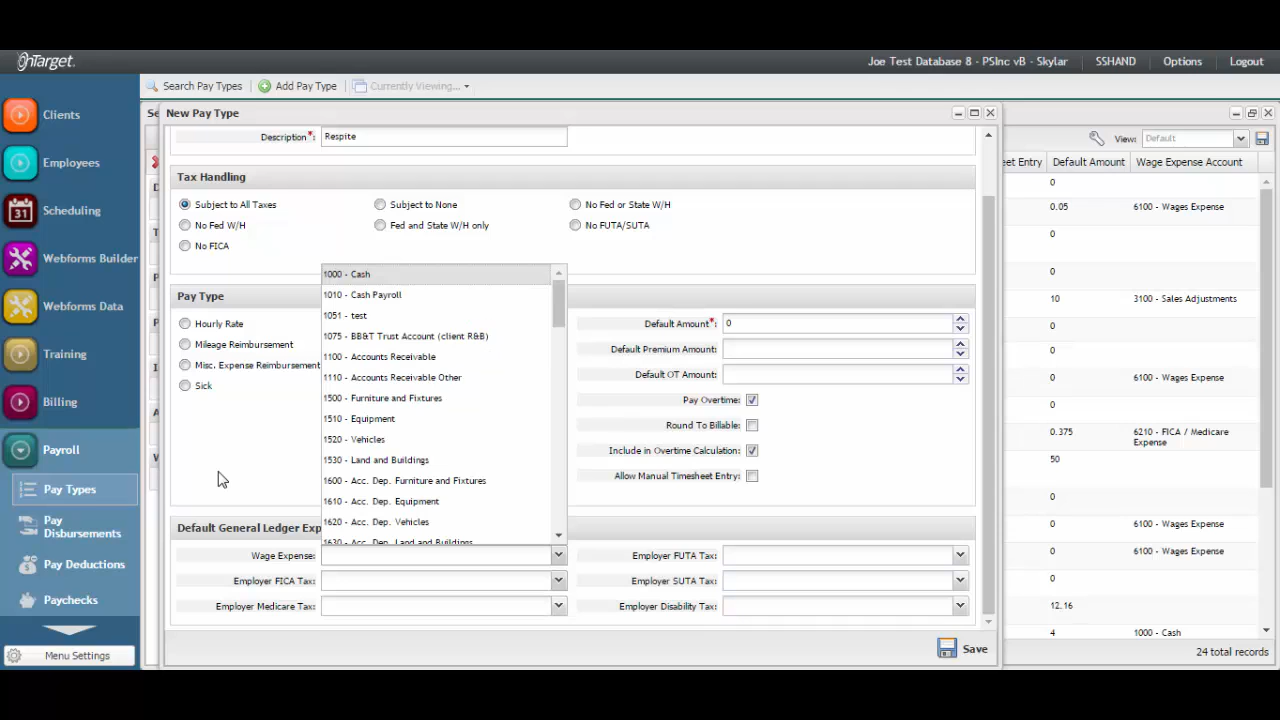 ohTarget.
Joe Test Database 8 - PSInc vB - Skylar
SSHAND
Options
Logout
Search Pay Types
Add Pay Type
Currently Viewing...
New Pay Type
Description*:
Respite
View:
Default
Default Amount
Wage Expense Account
Clients
Employees
31
Scheduling
Webforms Builder
Webforms Data
Training
Billing
Payroll
Pay Types
Pay
Disbursements
Pay Deductions
Paychecks
Menu Settings
Tax Handling
Subject to All Taxes
Subject to None
No Fed or State W/H
No Fed W/H
Fed and State W/H only
No FUTA/SUTA
No FICA
Pay Type
Hourly Rate
Mileage Reimbursement
Misc. Expense Reimbursement
Sick
1000 - Cash
1010 - Cash Payroll
1051 - test
1075 - BB&T Trust Account (client R&B)
1100 - Accounts Receivable
1110 - Accounts Receivable Other
1500 - Furniture and Fixtures
1510 - Equipment
1520 - Vehicles
1530 - Land and Buildings
1600 - Acc. Dep. Furniture and Fixtures
1610 - Acc. Dep. Equipment
1620 - Acc. Dep. Vehicles
1630 - Acc. Dep. Land and Buildings
Default Amount*:
0
Default Premium Amount:
Default OT Amount:
Pay Overtime:
Round To Billable:
Include in Overtime Calculation:
Allow Manual Timesheet Entry:
Default General Ledger Exp
Wage Expense:
Employer FUTA Tax:
Employer FICA Tax:
Employer SUTA Tax:
Employer Medicare Tax:
Employer Disability Tax:
Save
0
0.05
6100 - Wages Expense
0
0
10
3100 - Sales Adjustments
0
0
0
6100 - Wages Expense
0
0.375
6210 - FICA / Medicare
Expense
50
0
0
6100 - Wages Expense
0
6100 - Wages Expense
0
12.16
4
1000 - Cash
24 total records